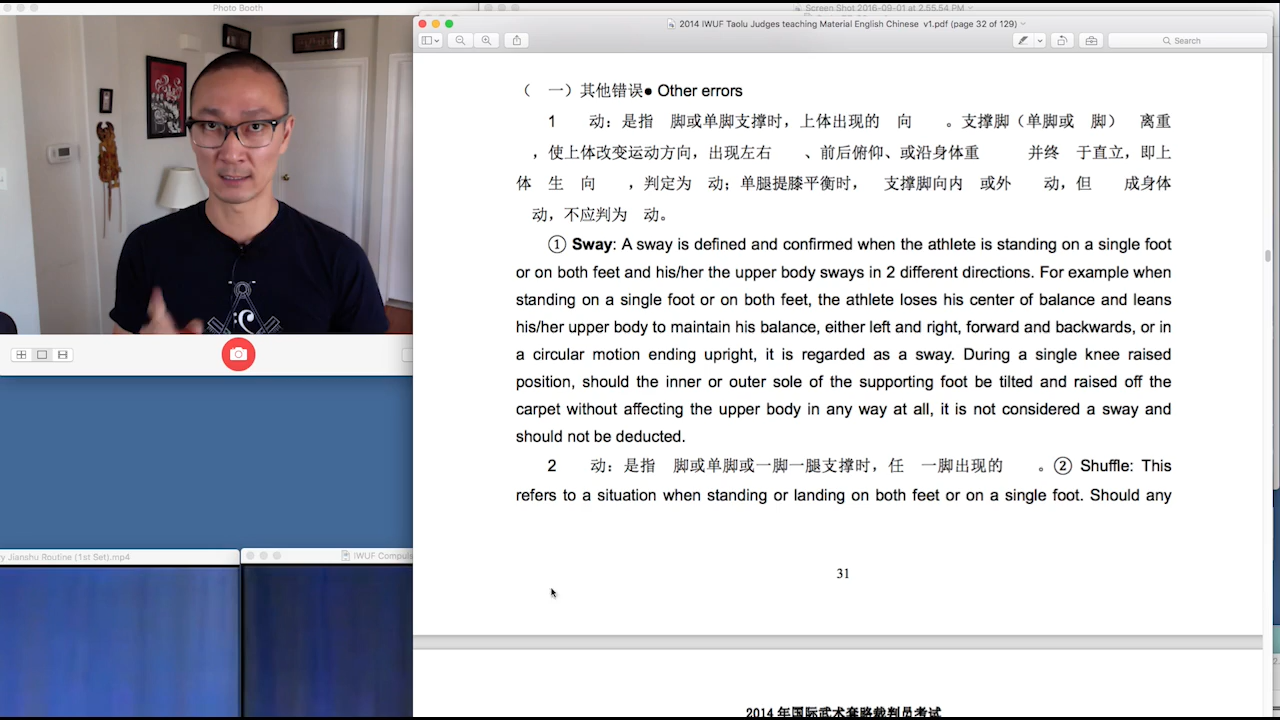 Photo Booth
Screen Shot 2016-09-01 at 2.55.54 PM
2014 IWUF Taolu Judges teaching Material English Chinese v1.pdf (page 32 of 129)
Search
( 一）其他错误● Other errors
1 动：是指 脚或单脚支撑时，上体出现的 向 。支撑脚（单脚或 脚） 离重
，使上体改变运动方向，出现左右 、前后俯仰、或沿身体重 并终 于直立，即上
体 生 向 ，判定为 动；单腿提膝平衡时， 支撑脚向内 或外 动，但 成身体
动，不应判为 动。
① Sway: A sway is defined and confirmed when the athlete is standing on a single foot
or on both feet and his/her the upper body sways in 2 different directions. For example when
standing on a single foot or on both feet, the athlete loses his center of balance and leans
his/her upper body to maintain his balance, either left and right, forward and backwards, or in
a circular motion ending upright, it is regarded as a sway. During a single knee raised
position, should the inner or outer sole of the supporting foot be tilted and raised off the
carpet without affecting the upper body in any way at all, it is not considered a sway and
should not be deducted.
2 动：是指 脚或单脚或一脚一腿支撑时，任 一脚出现的 。② Shuffle: This
refers to a situation when standing or landing on both feet or on a single foot. Should any
31
y Jianshu Routine (1st Set).mp4
IWUF Compuls
2014 年国际武术套路裁判员考试